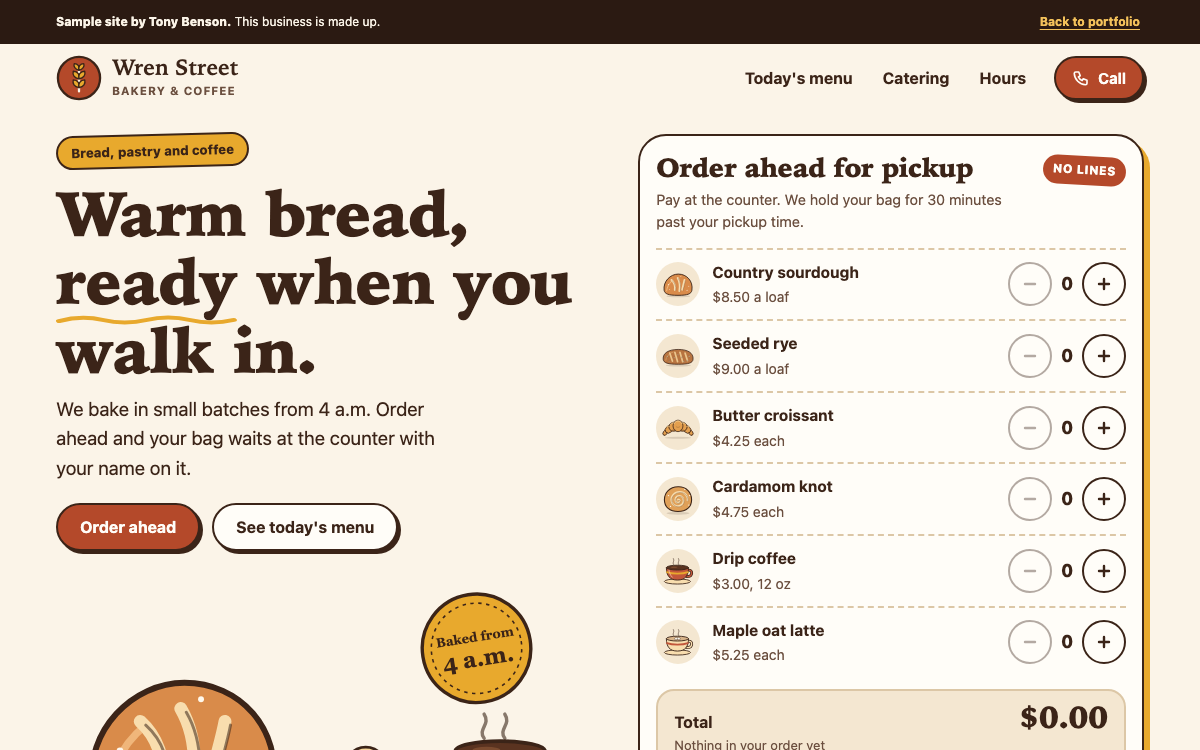 Sample site by Tony Benson. This business is made up.
Back to portfolio
Wren Street
BAKERY & COFFEE
Today's menu
Catering
Hours
Call
Bread, pastry and coffee
Warm bread,
ready when you
walk in.
We bake in small batches from 4 a.m. Order
ahead and your bag waits at the counter with
your name on it.
Order ahead
See today's menu
Baked from
4 a.m.
Order ahead for pickup
NO LINES
Pay at the counter. We hold your bag for 30 minutes
past your pickup time.
Country sourdough
$8.50 a loaf
− 0 +
Seeded rye
$9.00 a loaf
− 0 +
Butter croissant
$4.25 each
− 0 +
Cardamom knot
$4.75 each
− 0 +
Drip coffee
$3.00, 12 oz
− 0 +
Maple oat latte
$5.25 each
− 0 +
Total
$0.00
Nothing in your order yet